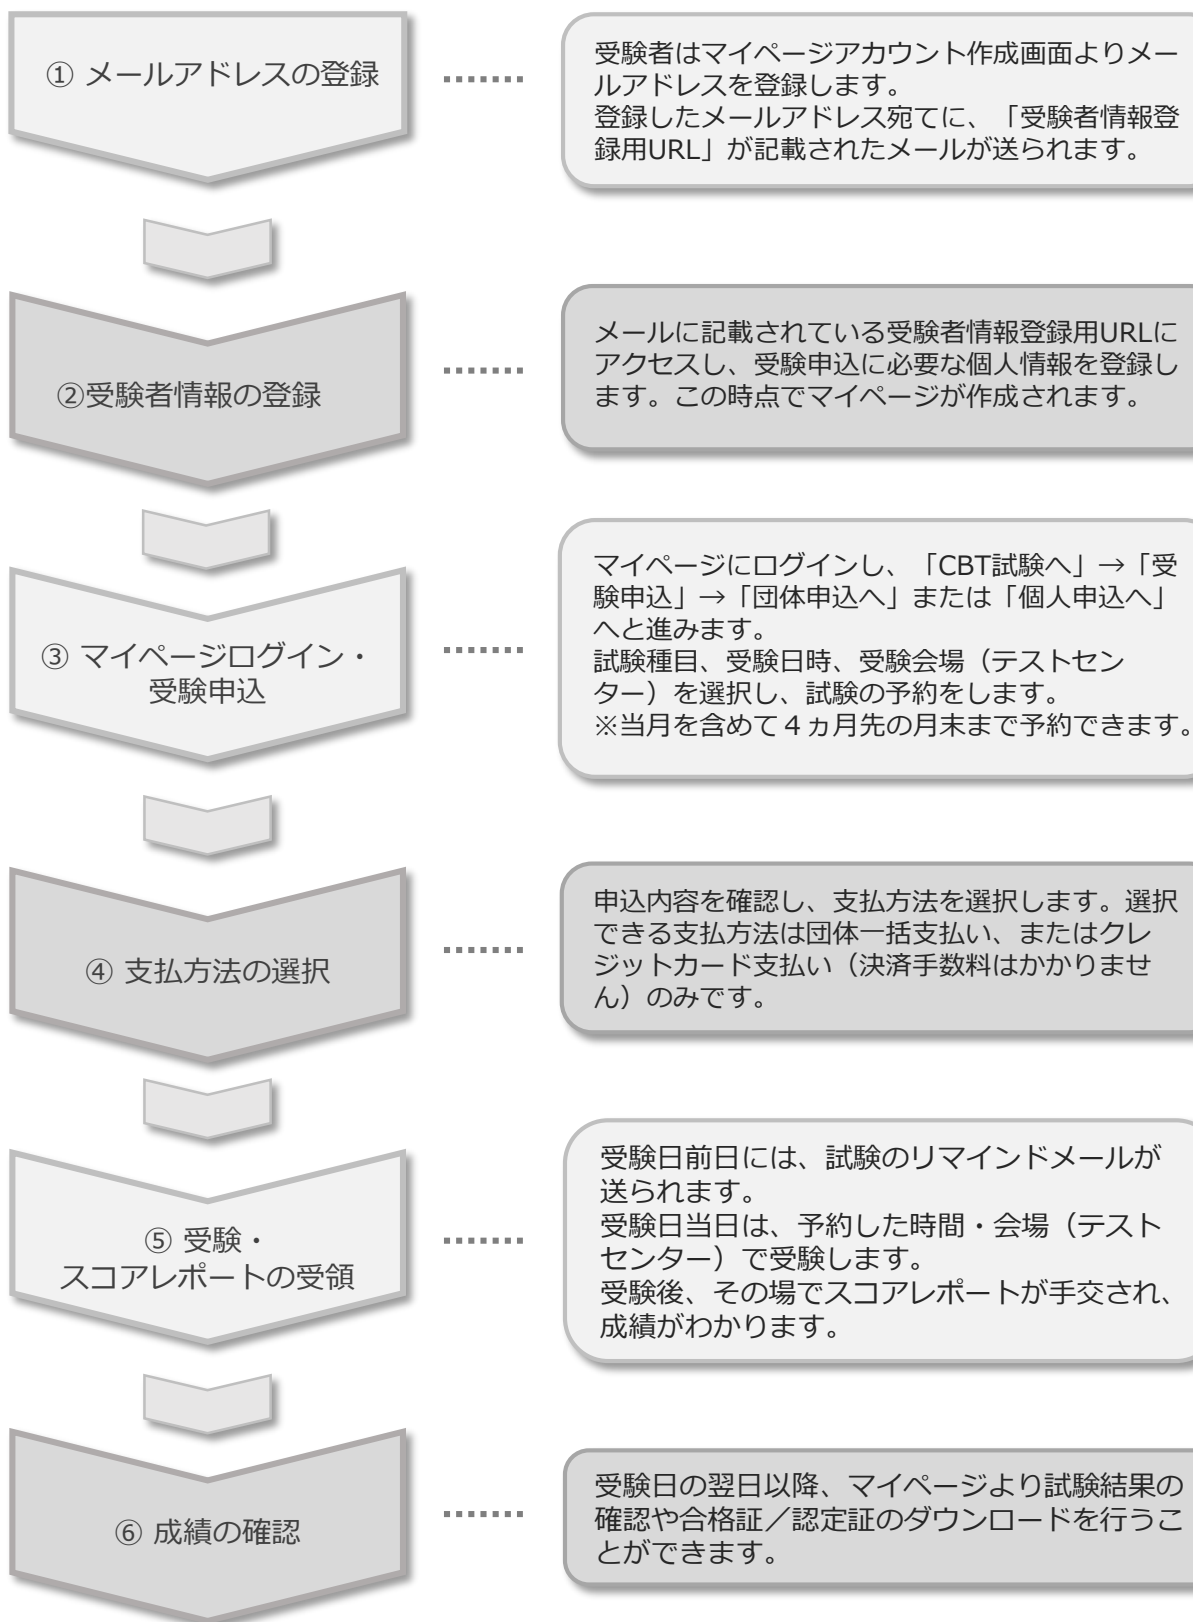 ① メールアドレスの登録
受験者はマイページアカウント作成画面よりメー
ルアドレスを登録します。
登録したメールアドレス宛てに、「受験者情報登
録用URL」が記載されたメールが送られます。
②受験者情報の登録
メールに記載されている受験者情報登録用URLに
アクセスし、受験申込に必要な個人情報を登録し
ます。この時点でマイページが作成されます。
③ マイページログイン・
受験申込
マイページにログインし、「CBT試験へ」→「受
験申込」→「団体申込へ」または「個人申込へ」
へと進みます。
試験種目、受験日時、受験会場（テストセン
ター）を選択し、試験の予約をします。
※当月を含めて４ヵ月先の月末まで予約できます。
④ 支払方法の選択
申込内容を確認し、支払方法を選択します。選択
できる支払方法は団体一括支払い、またはクレ
ジットカード支払い（決済手数料はかかりませ
ん）のみです。
⑤ 受験・
スコアレポートの受領
受験日前日には、試験のリマインドメールが
送られます。
受験日当日は、予約した時間・会場（テスト
センター）で受験します。
受験後、その場でスコアレポートが手交され、
成績がわかります。
⑥ 成績の確認
受験日の翌日以降、マイページより試験結果の
確認や合格証／認定証のダウンロードを行うこ
とができます。